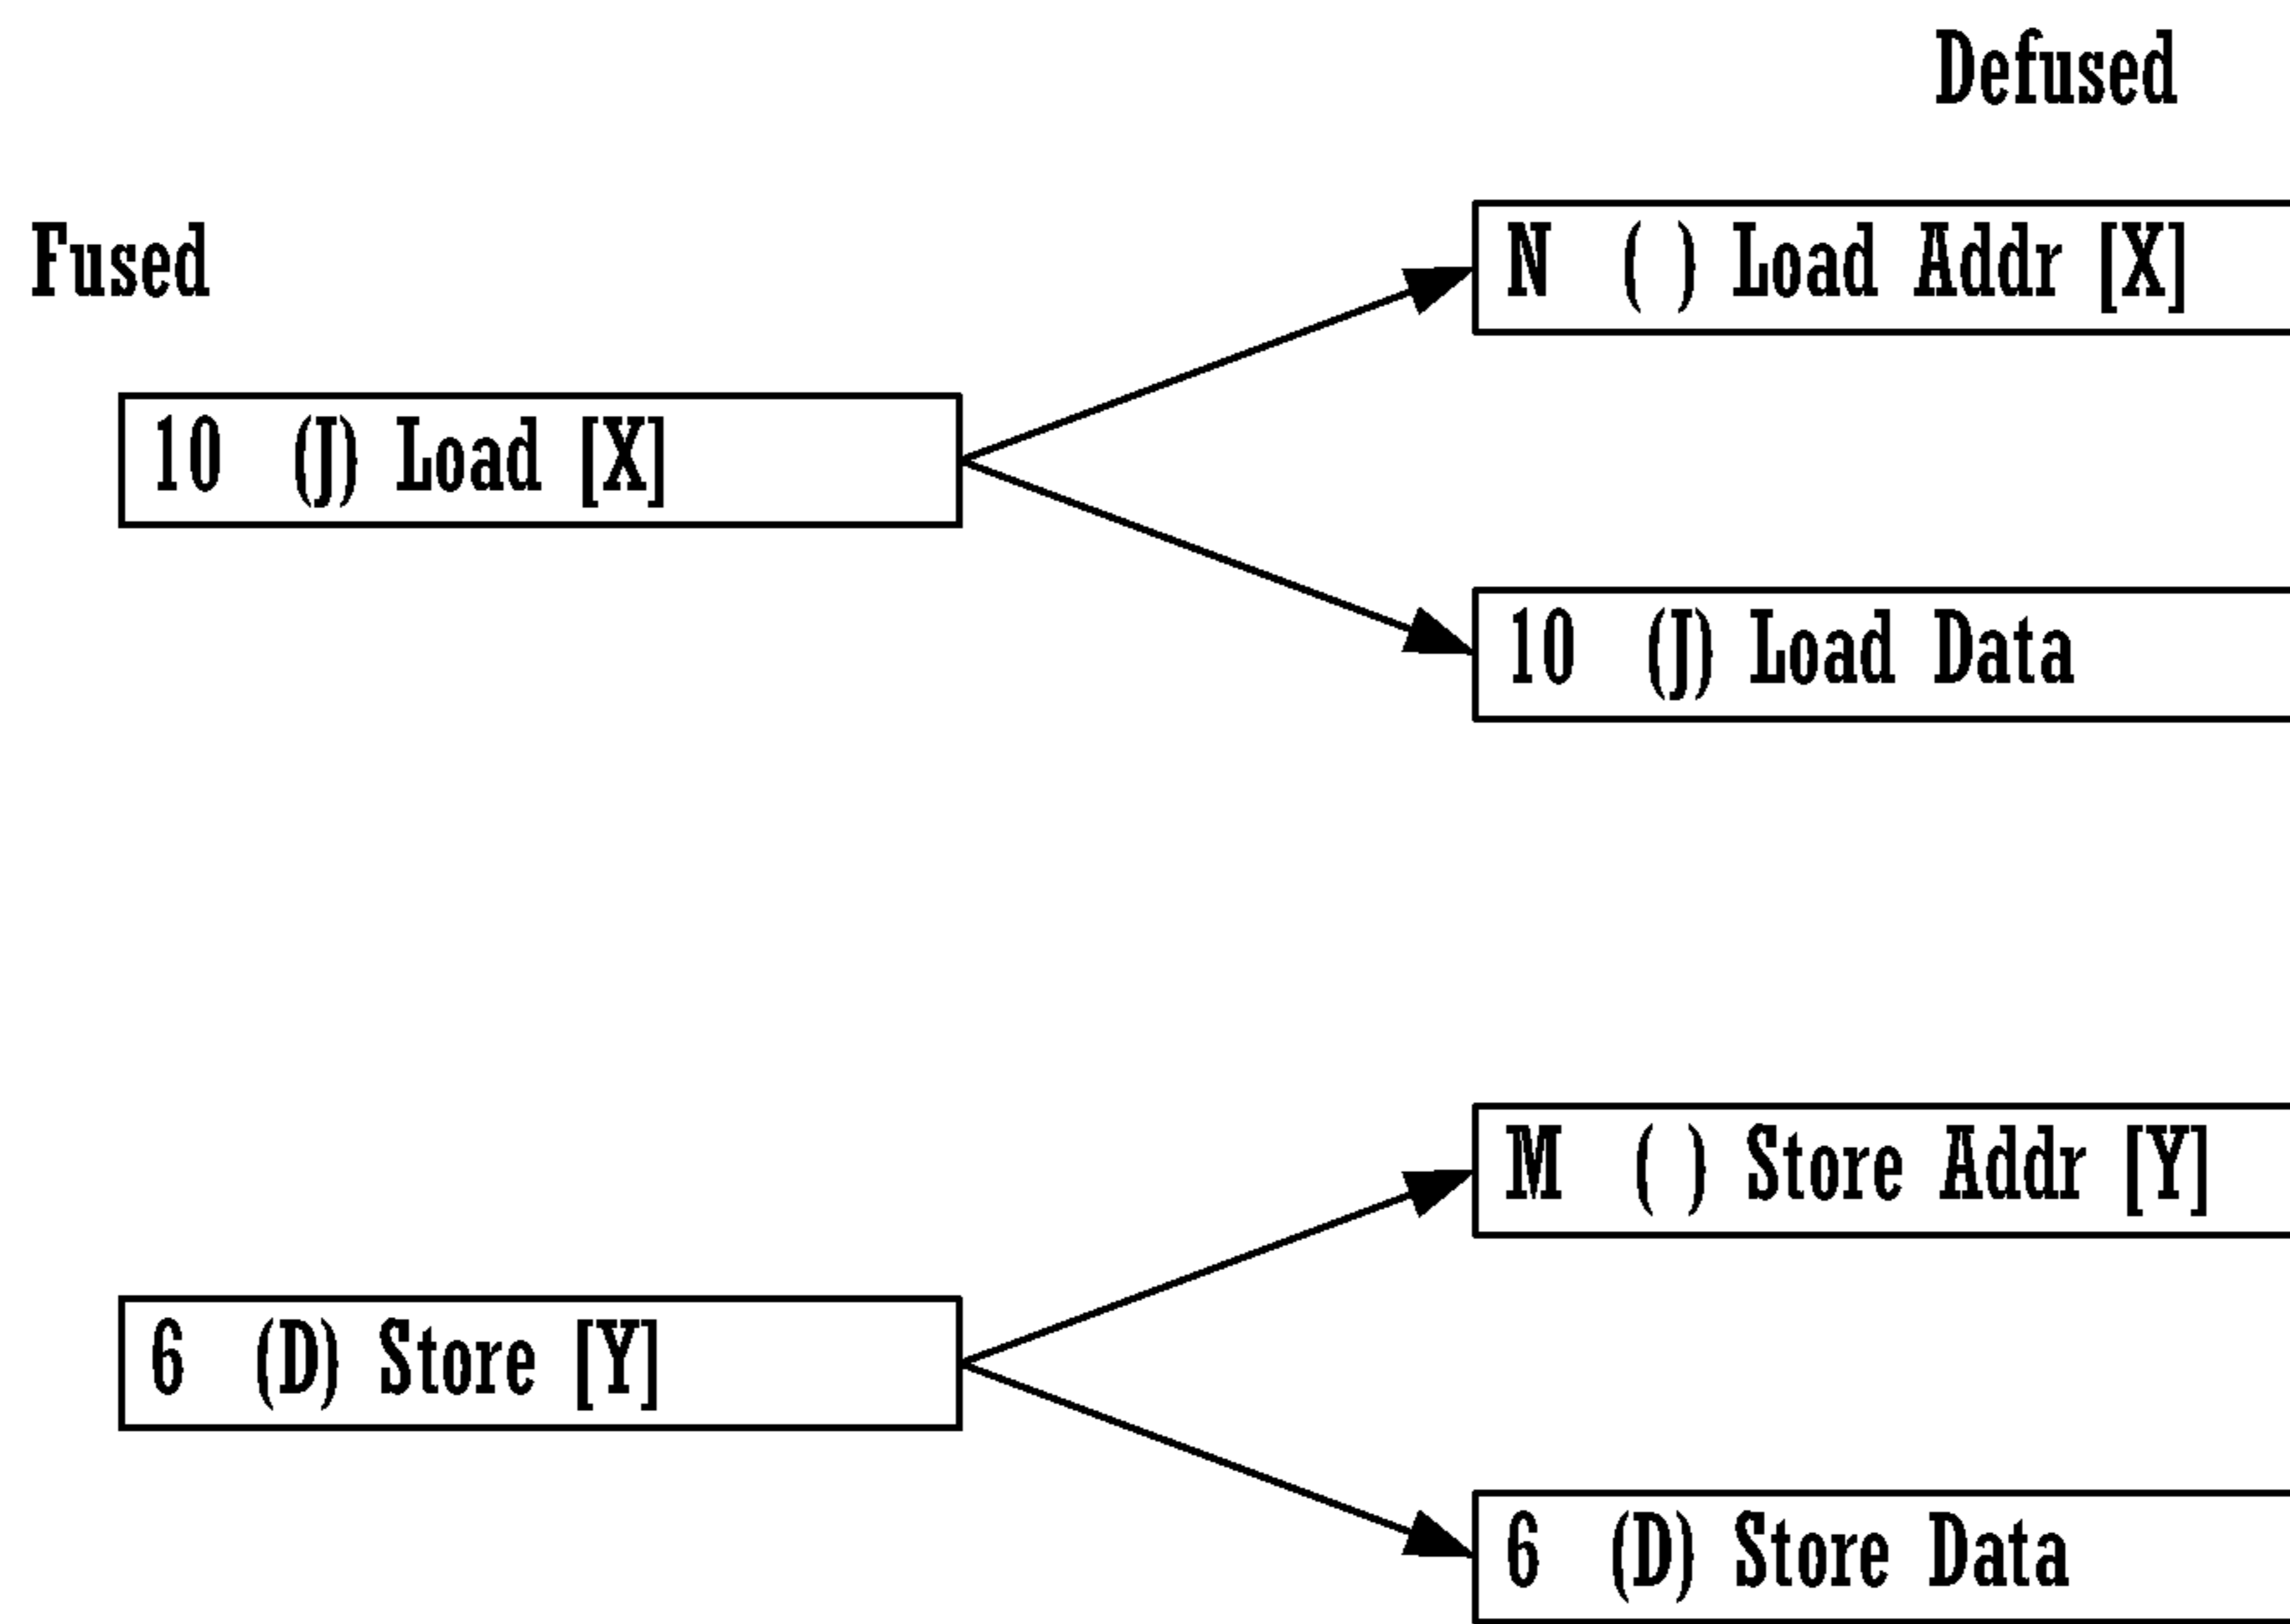 Defused
Fused
N ( ) Load Addr [X]
10 (J) Load [X]
10 (J) Load Data
M ( ) Store Addr [Y]
6 (D) Store [Y]
6 (D) Store Data